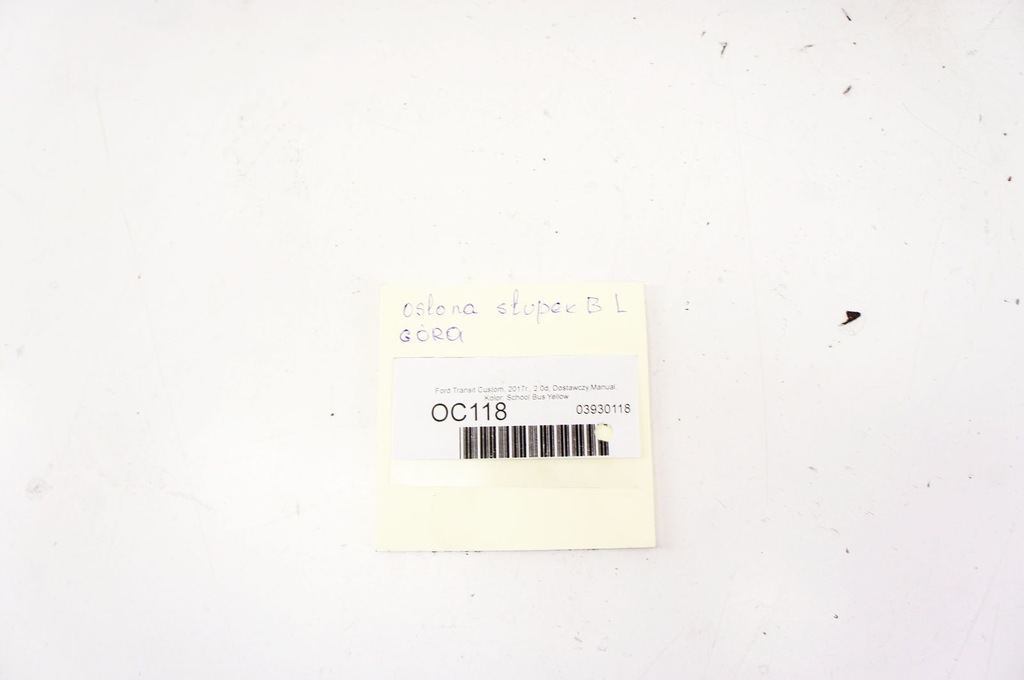 osłona słupek B L
GÓRA
Ford Transit Custom, 2017r., 2.0d, Dostawczy,Manual,
Kolor: School Bus Yellow
OC118 03930118